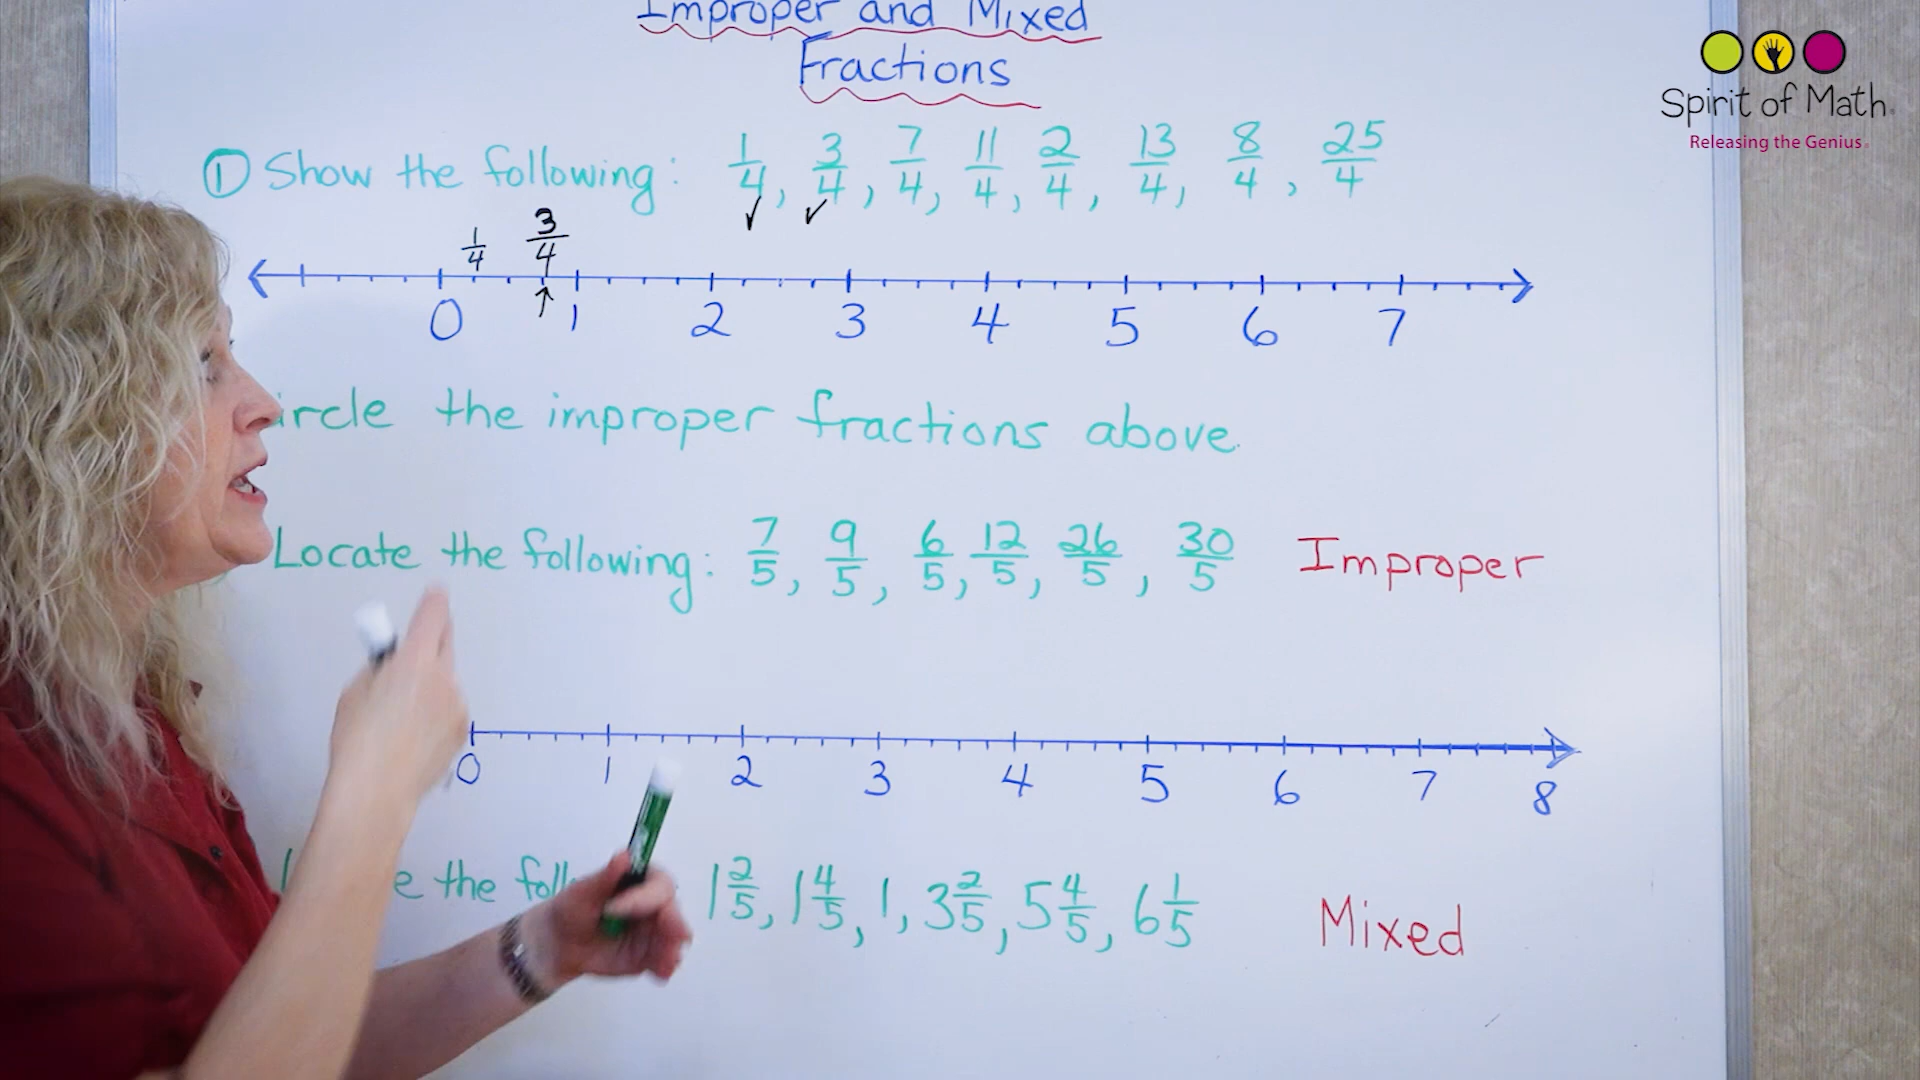 Improper and Mixed
Fractions
Spirit of Math
Releasing the Genius
① Show the following: 1/4, 3/4, 7/4, 11/4, 2/4, 13/4, 8/4, 25/4
1/4 3/4
0 1 2 3 4 5 6 7
ircle the improper fractions above.
Locate the following: 7/5, 9/5, 6/5, 12/5, 26/5, 30/5 Improper
0 1 2 3 4 5 6 7 8
e the foll 1 2/5, 1 4/5, 1, 3 2/5, 5 4/5, 6 1/5 Mixed